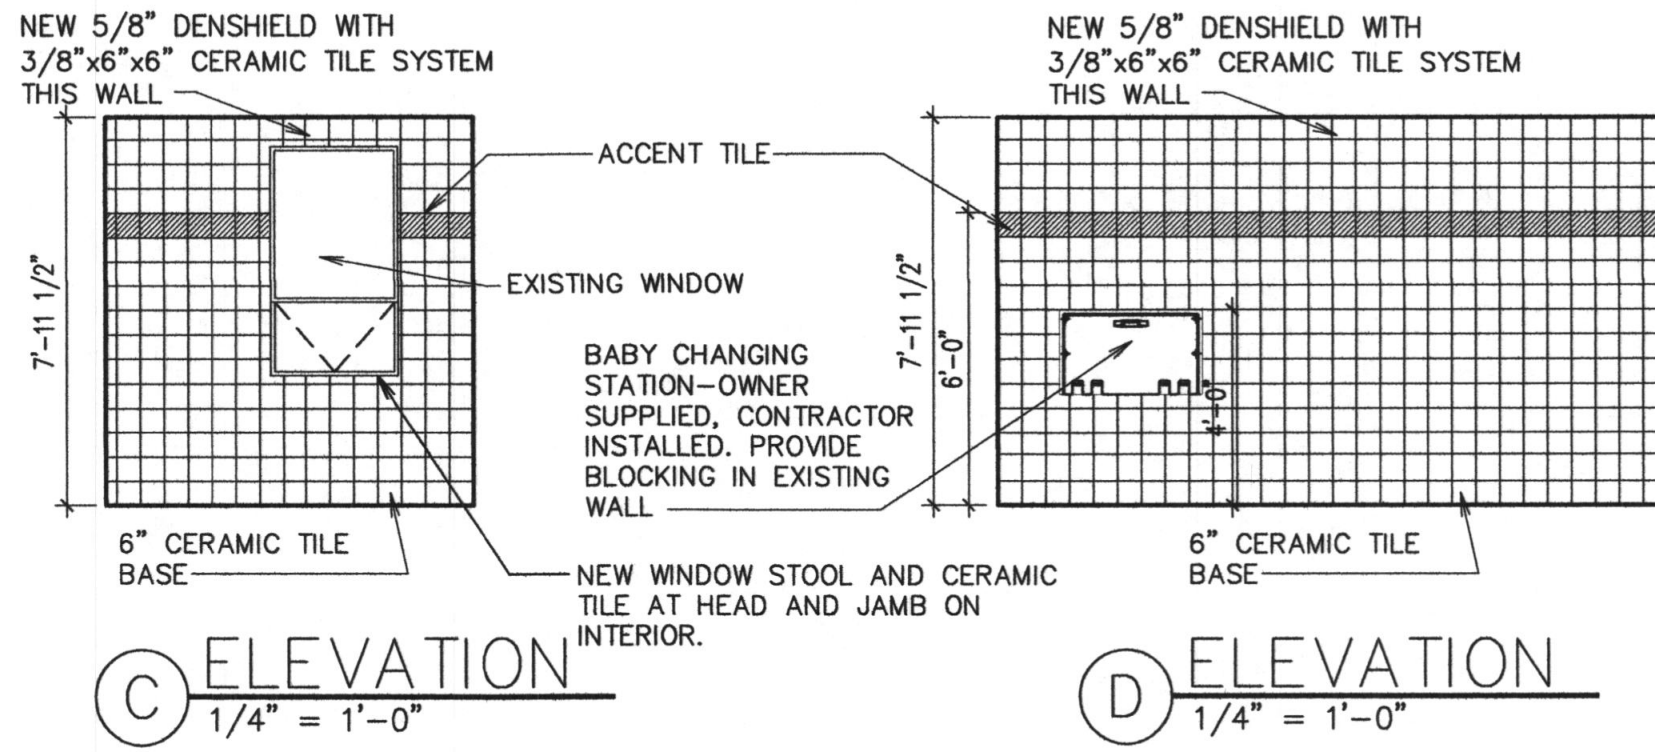 NEW 5/8" DENSHIELD WITH
3/8"x6"x6" CERAMIC TILE SYSTEM
THIS WALL
7'-11 1/2"
ACCENT TILE
EXISTING WINDOW
6" CERAMIC TILE
BASE
NEW WINDOW STOOL AND CERAMIC
TILE AT HEAD AND JAMB ON
INTERIOR.
C
ELEVATION
1/4" = 1'-0"
NEW 5/8" DENSHIELD WITH
3/8"x6"x6" CERAMIC TILE SYSTEM
THIS WALL
7'-11 1/2"
6'-0"
4'-0"
BABY CHANGING
STATION-OWNER
SUPPLIED, CONTRACTOR
INSTALLED. PROVIDE
BLOCKING IN EXISTING
WALL
6" CERAMIC TILE
BASE
D
ELEVATION
1/4" = 1'-0"